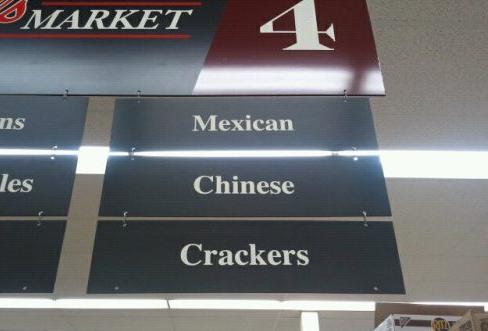 MARKET
4
Mexican
Chinese
Crackers